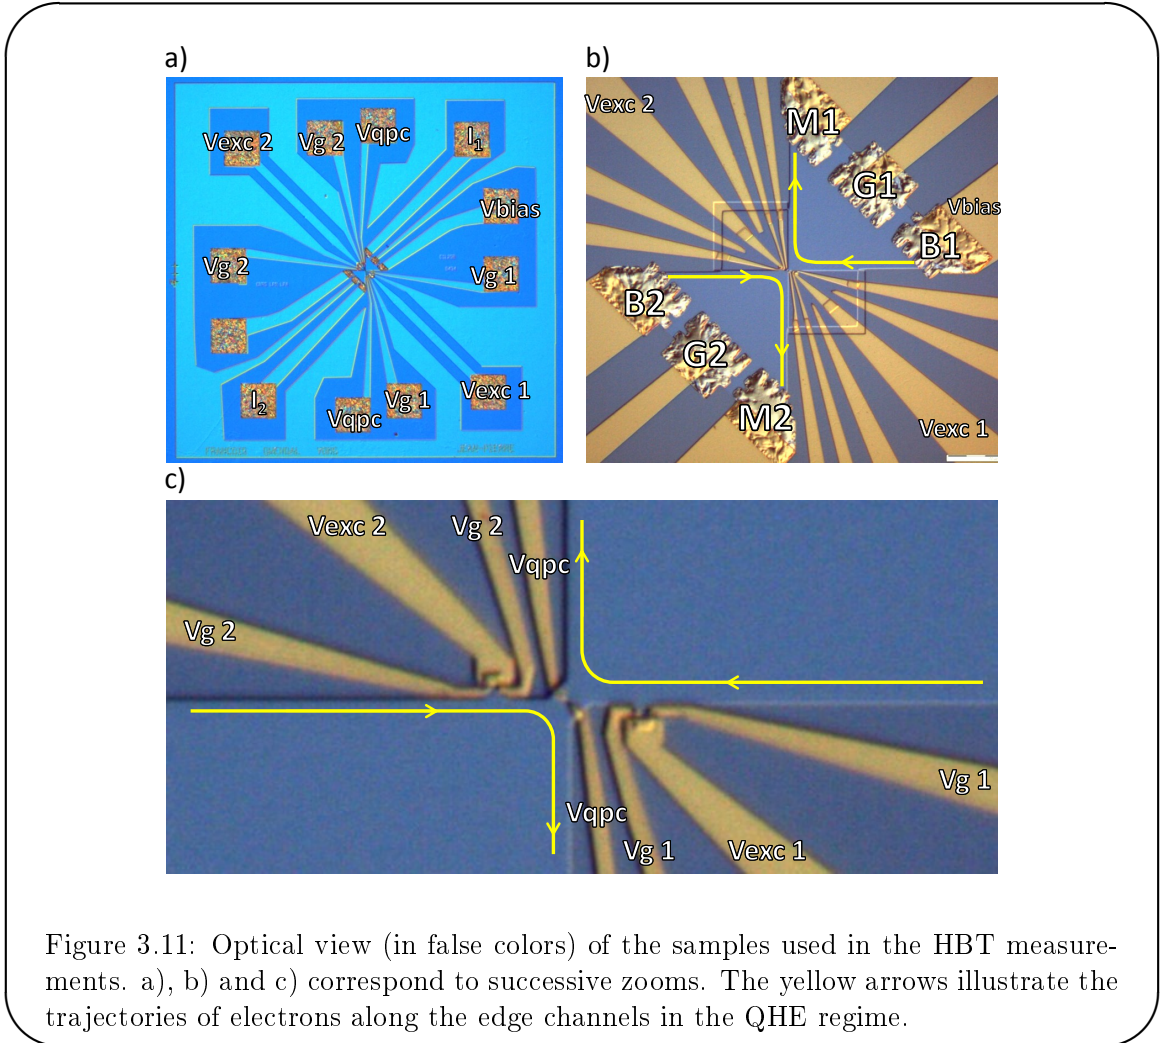 a)
Vexc 2
Vg 2
Vqpc
I₁
Vbias
Vg 2
Vg 1
I₂
Vqpc
Vg 1
Vexc 1
b)
Vexc 2
M1
G1
Vbias
B1
B2
G2
M2
Vexc 1
c)
Vexc 2
Vg 2
Vqpc
Vg 2
Vg 1
Vqpc
Vg 1
Vexc 1
Figure 3.11: Optical view (in false colors) of the samples used in the HBT measure-
ments. a), b) and c) correspond to successive zooms. The yellow arrows illustrate the
trajectories of electrons along the edge channels in the QHE regime.